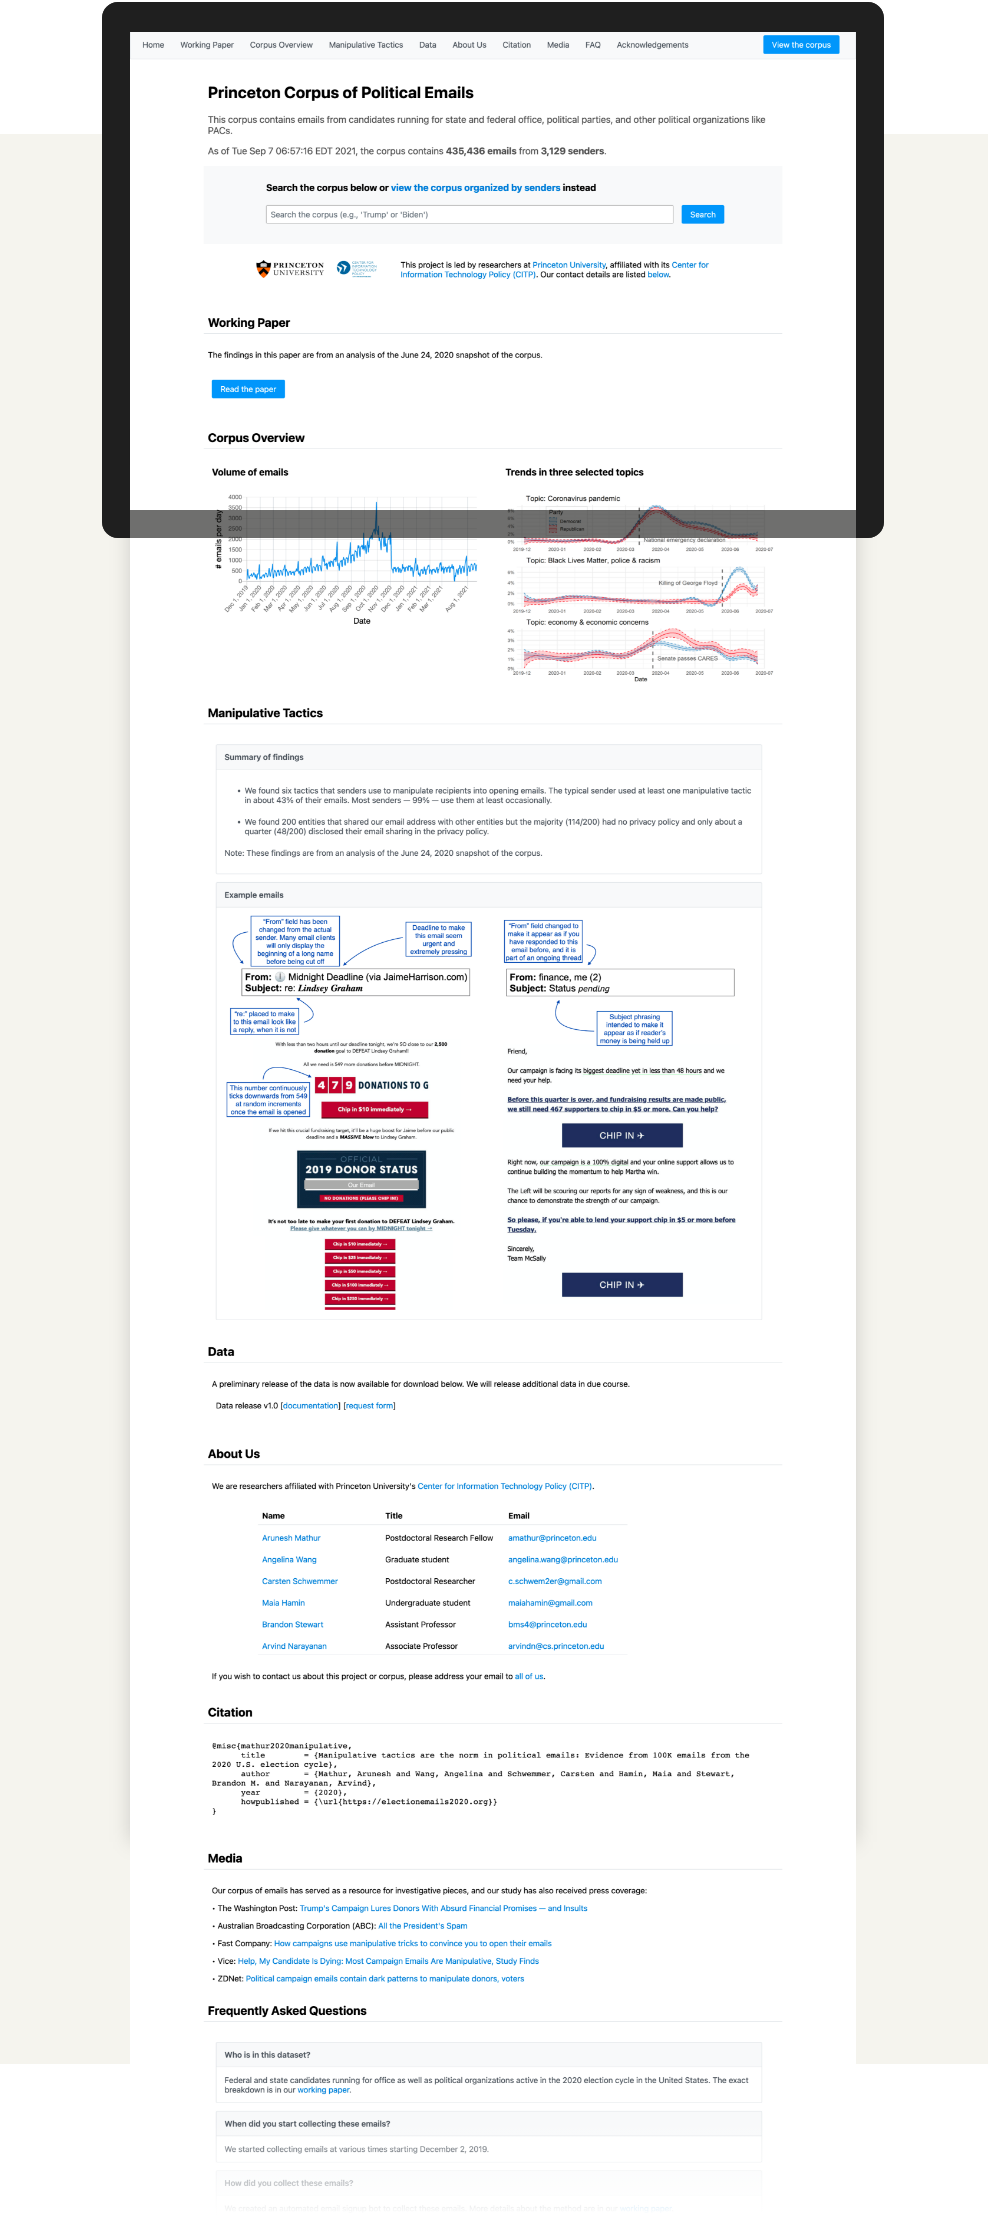 Home Working Paper Corpus Overview Manipulative Tactics Data About Us Citation Media FAQ Acknowledgements View the corpus
Princeton Corpus of Political Emails
This corpus contains emails from candidates running for state and federal office, political parties, and other political organizations like
PACs.
As of Tue Sep 7 06:57:16 EDT 2021, the corpus contains 435,436 emails from 3,129 senders.
Search the corpus below or view the corpus organized by senders instead
Search the corpus (e.g., 'Trump' or 'Biden') Search
PRINCETON UNIVERSITY
CENTER FOR INFORMATION TECHNOLOGY POLICY
This project is led by researchers at Princeton University, affiliated with its Center for
Information Technology Policy (CITP). Our contact details are listed below.
Working Paper
The findings in this paper are from an analysis of the June 24, 2020 snapshot of the corpus.
Read the paper
Corpus Overview
Volume of emails
4000
3500
3000
2500
2000
1500
1000
500
0
# emails per day
Dec 1, 2019 Jan 1, 2020 Feb 1, 2020 Mar 1, 2020 Apr 1, 2020 May 1, 2020 Jun 1, 2020 Jul 1, 2020 Aug 1, 2020 Sep 1, 2020 Oct 1, 2020 Nov 1, 2020 Dec 1, 2020 Jan 1, 2021 Feb 1, 2021 Mar 1, 2021 Aug 1, 2021
Date
Trends in three selected topics
Topic: Coronavirus pandemic
8%
6%
4%
2%
0%
Party
Democrat
Republican
National emergency declaration
2019-12 2020-01 2020-02 2020-03 2020-04 2020-05 2020-06 2020-07
Topic: Black Lives Matter, police & racism
6%
4%
2%
0%
Killing of George Floyd
2019-12 2020-01 2020-02 2020-03 2020-04 2020-05 2020-06 2020-07
Topic: economy & economic concerns
4%
3%
2%
1%
0%
Senate passes CARES
2019-12 2020-01 2020-02 2020-03 2020-04 2020-05 2020-06 2020-07
Date
Manipulative Tactics
Summary of findings
• We found six tactics that senders use to manipulate recipients into opening emails. The typical sender used at least one manipulative tactic
in about 43% of their emails. Most senders — 99% — use them at least occasionally.
• We found 200 entities that shared our email address with other entities but the majority (114/200) had no privacy policy and only about a
quarter (48/200) disclosed their email sharing in the privacy policy.
Note: These findings are from an analysis of the June 24, 2020 snapshot of the corpus.
Example emails
"From" field has been
changed from the actual
sender. Many email clients
will only display the
beginning of a long name
before being cut off
Deadline to make
this email seem
urgent and
extremely pressing
From: Midnight Deadline (via JaimeHarrison.com)
Subject: re: Lindsey Graham
"re:" placed to make
to this email look like
a reply, when it is not
With less than two hours until our deadline tonight, we're SO close to our 2,500
donation goal to DEFEAT Lindsey Graham!!
All we need is 549 more donations before MIDNIGHT.
This number continuously
ticks downwards from 549
at random increments
once the email is opened
479 DONATIONS TO G
Chip in $10 immediately →
If we hit this crucial fundraising target, it'll be a huge boost for Jaime before our public
deadline and a MASSIVE blow to Lindsey Graham.
OFFICIAL
2019 DONOR STATUS
Our Email
NO DONATIONS (PLEASE CHIP IN!)
It's not too late to make your first donation to DEFEAT Lindsey Graham.
Please give whatever you can by MIDNIGHT tonight →
Chip in $10 immediately →
Chip in $25 immediately →
Chip in $50 immediately →
Chip in $100 immediately →
Chip in $250 immediately →
"From" field changed to
make it appear as if you
have responded to this
email before, and it is
part of an ongoing thread
From: finance, me (2)
Subject: Status pending
Subject phrasing
intended to make it
appear as if reader's
money is being held up
Friend,
Our campaign is facing its biggest deadline yet in less than 48 hours and we
need your help.
Before this quarter is over, and fundraising results are made public,
we still need 467 supporters to chip in $5 or more. Can you help?
CHIP IN
Right now, our campaign is a 100% digital and your online support allows us to
continue building the momentum to help Martha win.
The Left will be scouring our reports for any sign of weakness, and this is our
chance to demonstrate the strength of our campaign.
So please, if you're able to lend your support chip in $5 or more before
Tuesday.
Sincerely,
Team McSally
CHIP IN
Data
A preliminary release of the data is now available for download below. We will release additional data in due course.
Data release v1.0 [documentation] [request form]
About Us
We are researchers affiliated with Princeton University's Center for Information Technology Policy (CITP).
Name Title Email
Arunesh Mathur Postdoctoral Research Fellow amathur@princeton.edu
Angelina Wang Graduate student angelina.wang@princeton.edu
Carsten Schwemmer Postdoctoral Researcher c.schwem2er@gmail.com
Maia Hamin Undergraduate student maiahamin@gmail.com
Brandon Stewart Assistant Professor bms4@princeton.edu
Arvind Narayanan Associate Professor arvindn@cs.princeton.edu
If you wish to contact us about this project or corpus, please address your email to all of us.
Citation
@misc{mathur2020manipulative,
title = {Manipulative tactics are the norm in political emails: Evidence from 100K emails from the
2020 U.S. election cycle},
author = {Mathur, Arunesh and Wang, Angelina and Schwemmer, Carsten and Hamin, Maia and Stewart,
Brandon M. and Narayanan, Arvind},
year = {2020},
howpublished = {\url{https://electionemails2020.org}}
}
Media
Our corpus of emails has served as a resource for investigative pieces, and our study has also received press coverage:
• The Washington Post: Trump's Campaign Lures Donors With Absurd Financial Promises — and Insults
• Australian Broadcasting Corporation (ABC): All the President's Spam
• Fast Company: How campaigns use manipulative tricks to convince you to open their emails
• Vice: Help, My Candidate Is Dying: Most Campaign Emails Are Manipulative, Study Finds
• ZDNet: Political campaign emails contain dark patterns to manipulate donors, voters
Frequently Asked Questions
Who is in this dataset?
Federal and state candidates running for office as well as political organizations active in the 2020 election cycle in the United States. The exact
breakdown is in our working paper.
When did you start collecting these emails?
We started collecting emails at various times starting December 2, 2019.
How did you collect these emails?